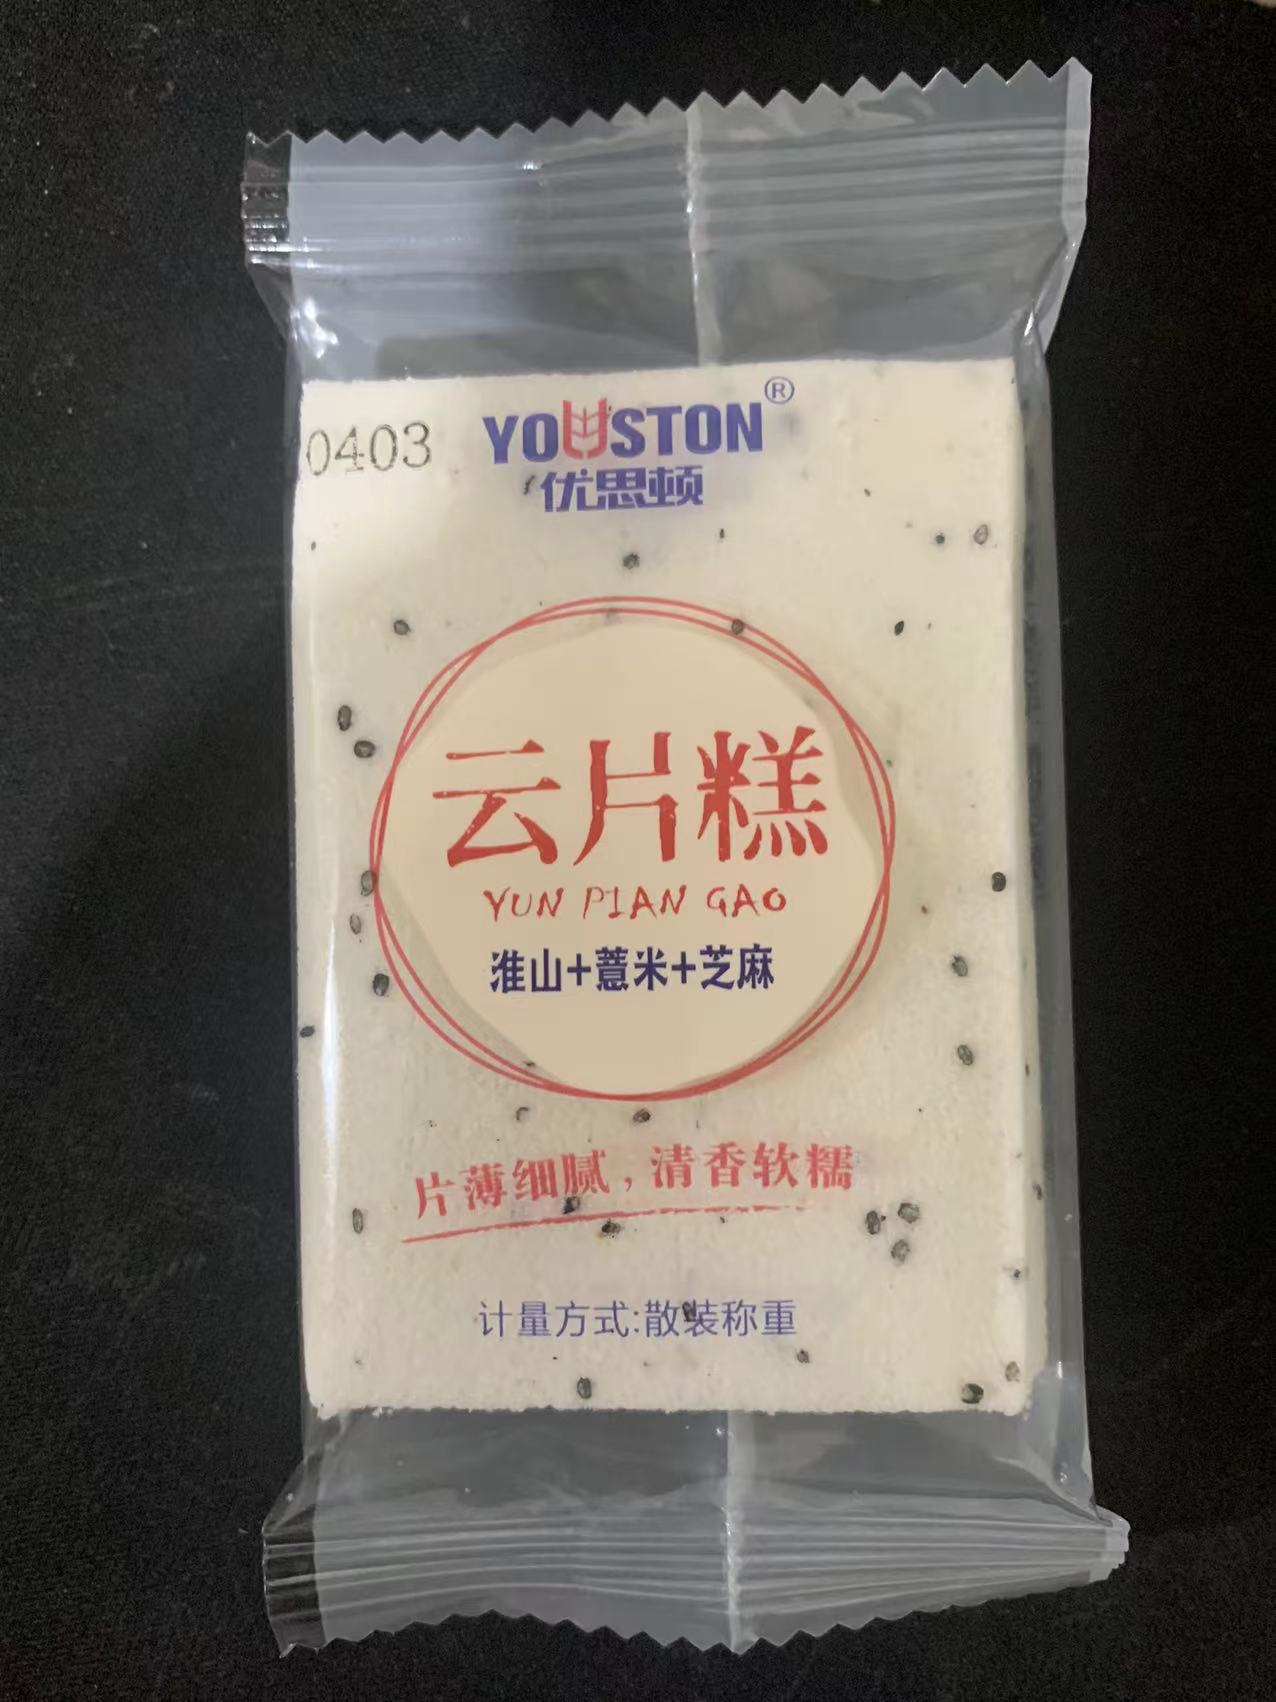 0403
YOUSTON®
优思顿
云片糕
YUN PIAN GAO
淮山+薏米+芝麻
片薄细腻，清香软糯
计量方式:散装称重